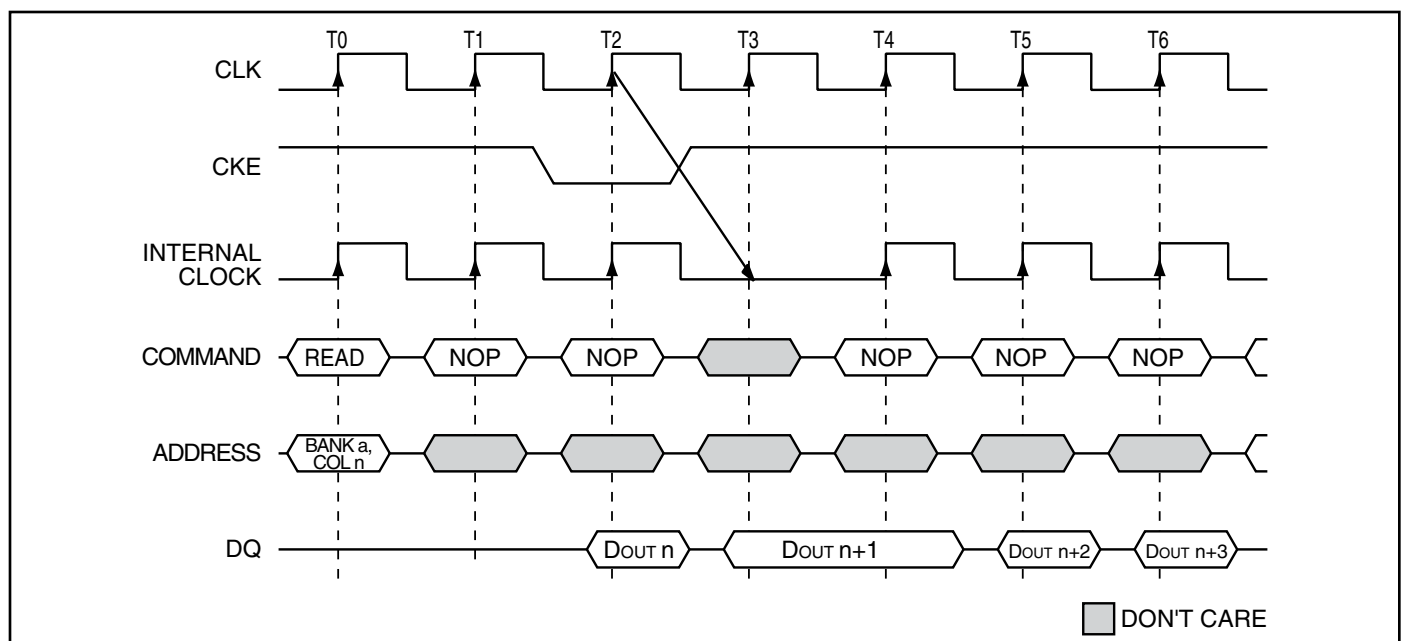 T0 T1 T2 T3 T4 T5 T6
CLK
CKE
INTERNAL
CLOCK
COMMAND READ NOP NOP NOP NOP NOP
ADDRESS BANK a,
COL n
DQ DOUT n DOUT n+1 DOUT n+2 DOUT n+3
DON'T CARE